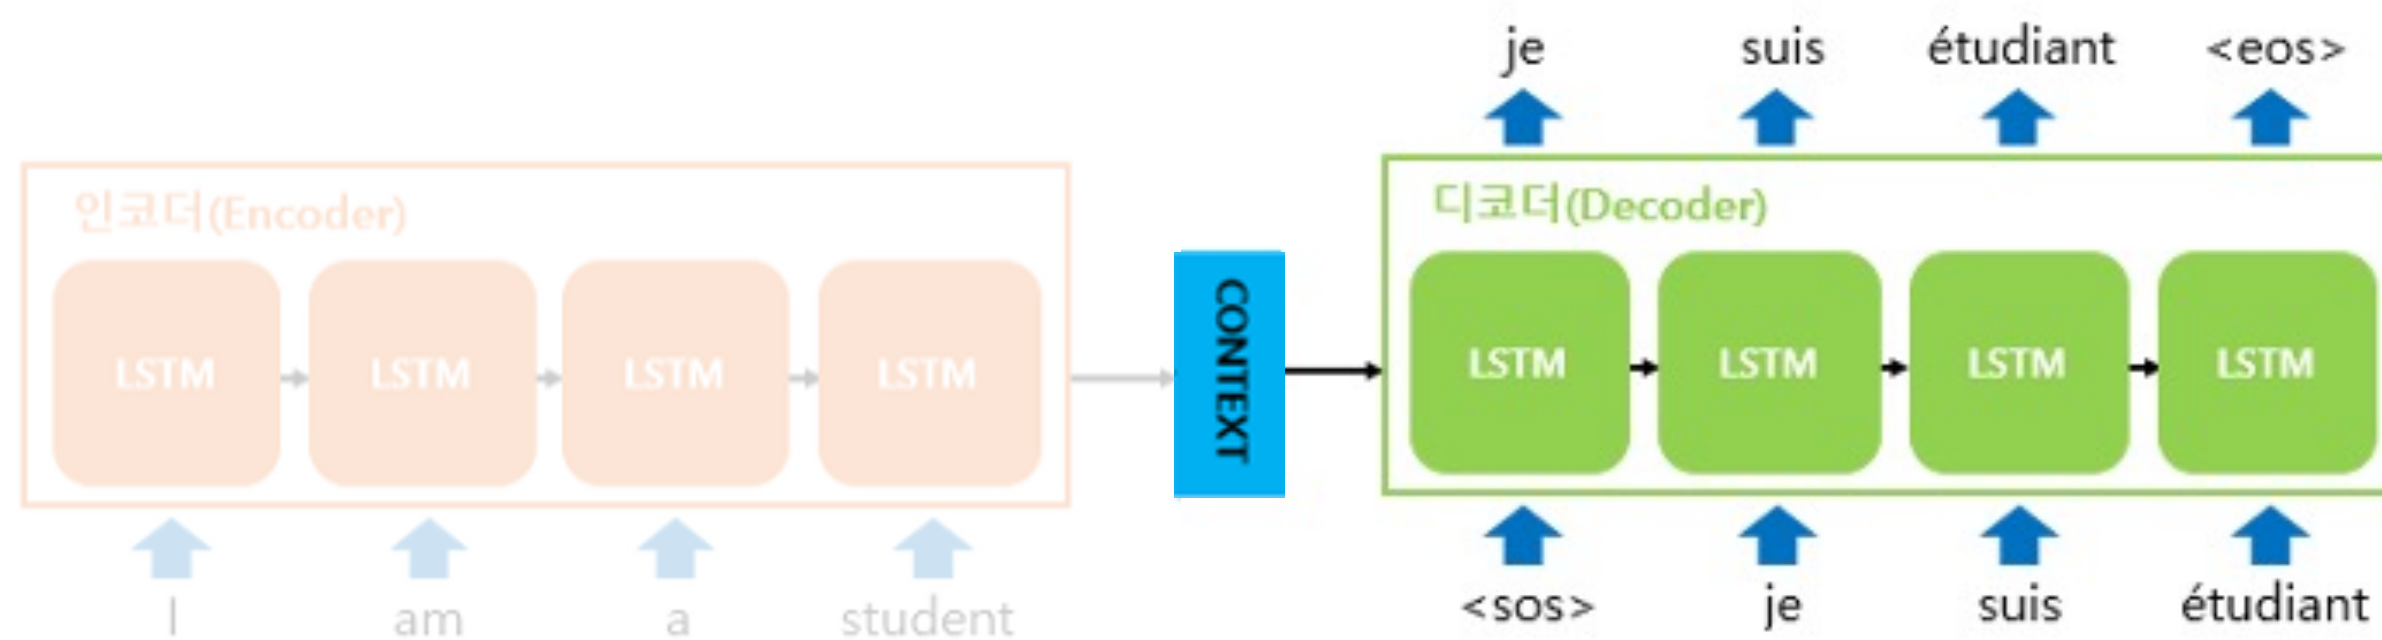 je suis étudiant <eos>
인코더(Encoder)
디코더(Decoder)
LSTM LSTM LSTM LSTM
CONTEXT
LSTM LSTM LSTM LSTM
I am a student
<sos> je suis étudiant